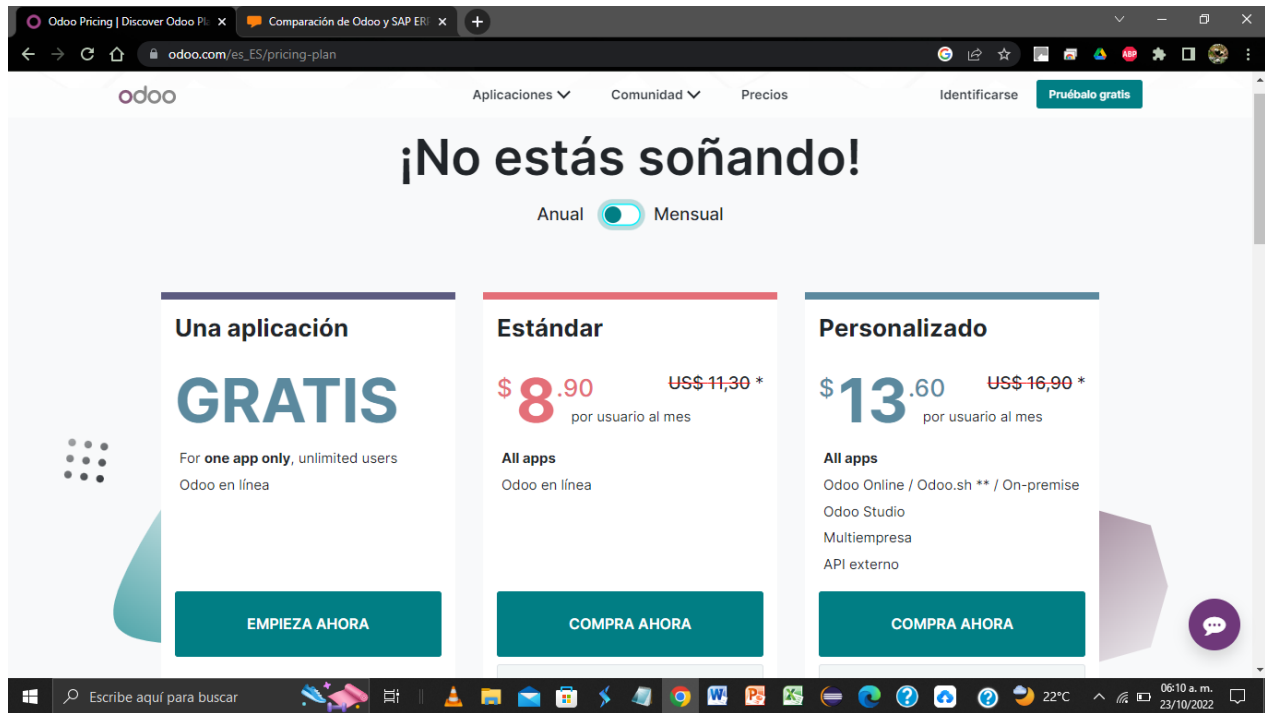 Odoo Pricing | Discover Odoo Pl
Comparación de Odoo y SAP ERP
odoo.com/es_ES/pricing-plan
ABP
odoo
Aplicaciones
Comunidad
Precios
Identificarse
Pruébalo gratis
¡No estás soñando!
Anual
Mensual
Una aplicación
GRATIS
For one app only, unlimited users
Odoo en línea
EMPIEZA AHORA
Estándar
$ 8.90
US$ 11,30 *
por usuario al mes
All apps
Odoo en línea
COMPRA AHORA
Personalizado
$ 13.60
US$ 16,90 *
por usuario al mes
All apps
Odoo Online / Odoo.sh ** / On-premise
Odoo Studio
Multiempresa
API externo
COMPRA AHORA
Escribe aquí para buscar
22°C
06:10 a. m.
23/10/2022